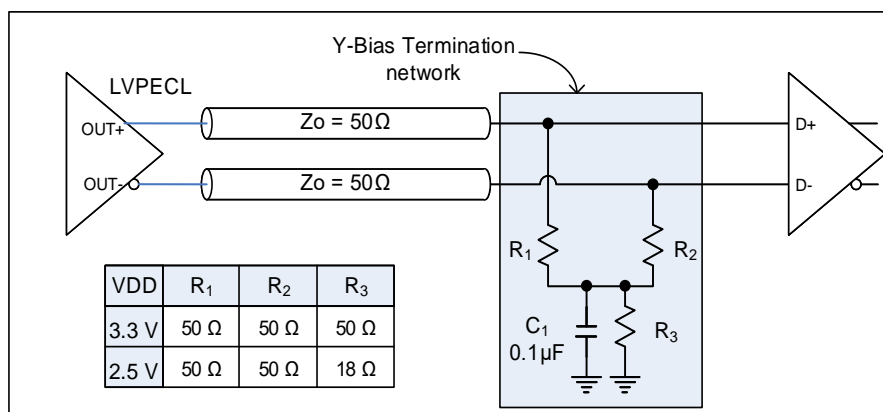 Y-Bias Termination
network
LVPECL
OUT+
Zo = 50Ω
D+
OUT-
Zo = 50Ω
D-
R1
R2
VDD R1 R2 R3
3.3 V 50 Ω 50 Ω 50 Ω
2.5 V 50 Ω 50 Ω 18 Ω
C1
0.1µF
R3